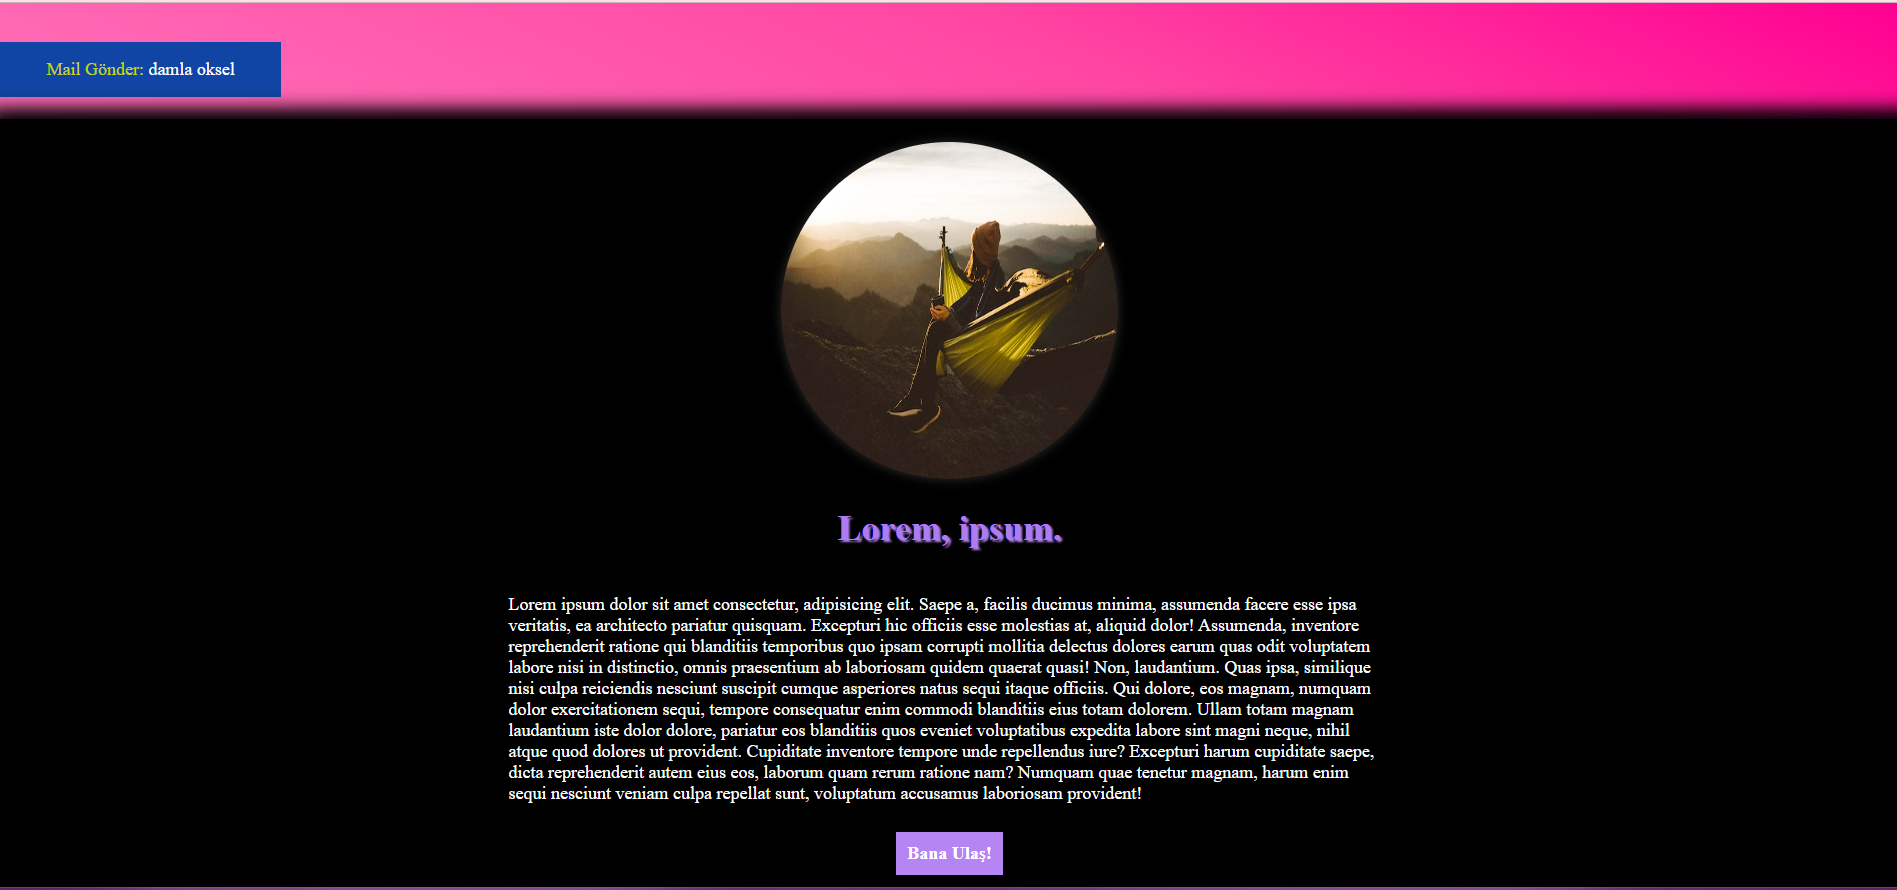 Mail Gönder: damla oksel
Lorem, ipsum.
Lorem ipsum dolor sit amet consectetur, adipisicing elit. Saepe a, facilis ducimus minima, assumenda facere esse ipsa
veritatis, ea architecto pariatur quisquam. Excepturi hic officiis esse molestias at, aliquid dolor! Assumenda, inventore
reprehenderit ratione qui blanditiis temporibus quo ipsam corrupti mollitia delectus dolores earum quas odit voluptatem
labore nisi in distinctio, omnis praesentium ab laboriosam quidem quaerat quasi! Non, laudantium. Quas ipsa, similique
nisi culpa reiciendis nesciunt suscipit cumque asperiores natus sequi itaque officiis. Qui dolore, eos magnam, numquam
dolor exercitationem sequi, tempore consequatur enim commodi blanditiis eius totam dolorem. Ullam totam magnam
laudantium iste dolor dolore, pariatur eos blanditiis quos eveniet voluptatibus expedita labore sint magni neque, nihil
atque quod dolores ut provident. Cupiditate inventore tempore unde repellendus iure? Excepturi harum cupiditate saepe,
dicta reprehenderit autem eius eos, laborum quam rerum ratione nam? Numquam quae tenetur magnam, harum enim
sequi nesciunt veniam culpa repellat sunt, voluptatum accusamus laboriosam provident!
Bana Ulaş!